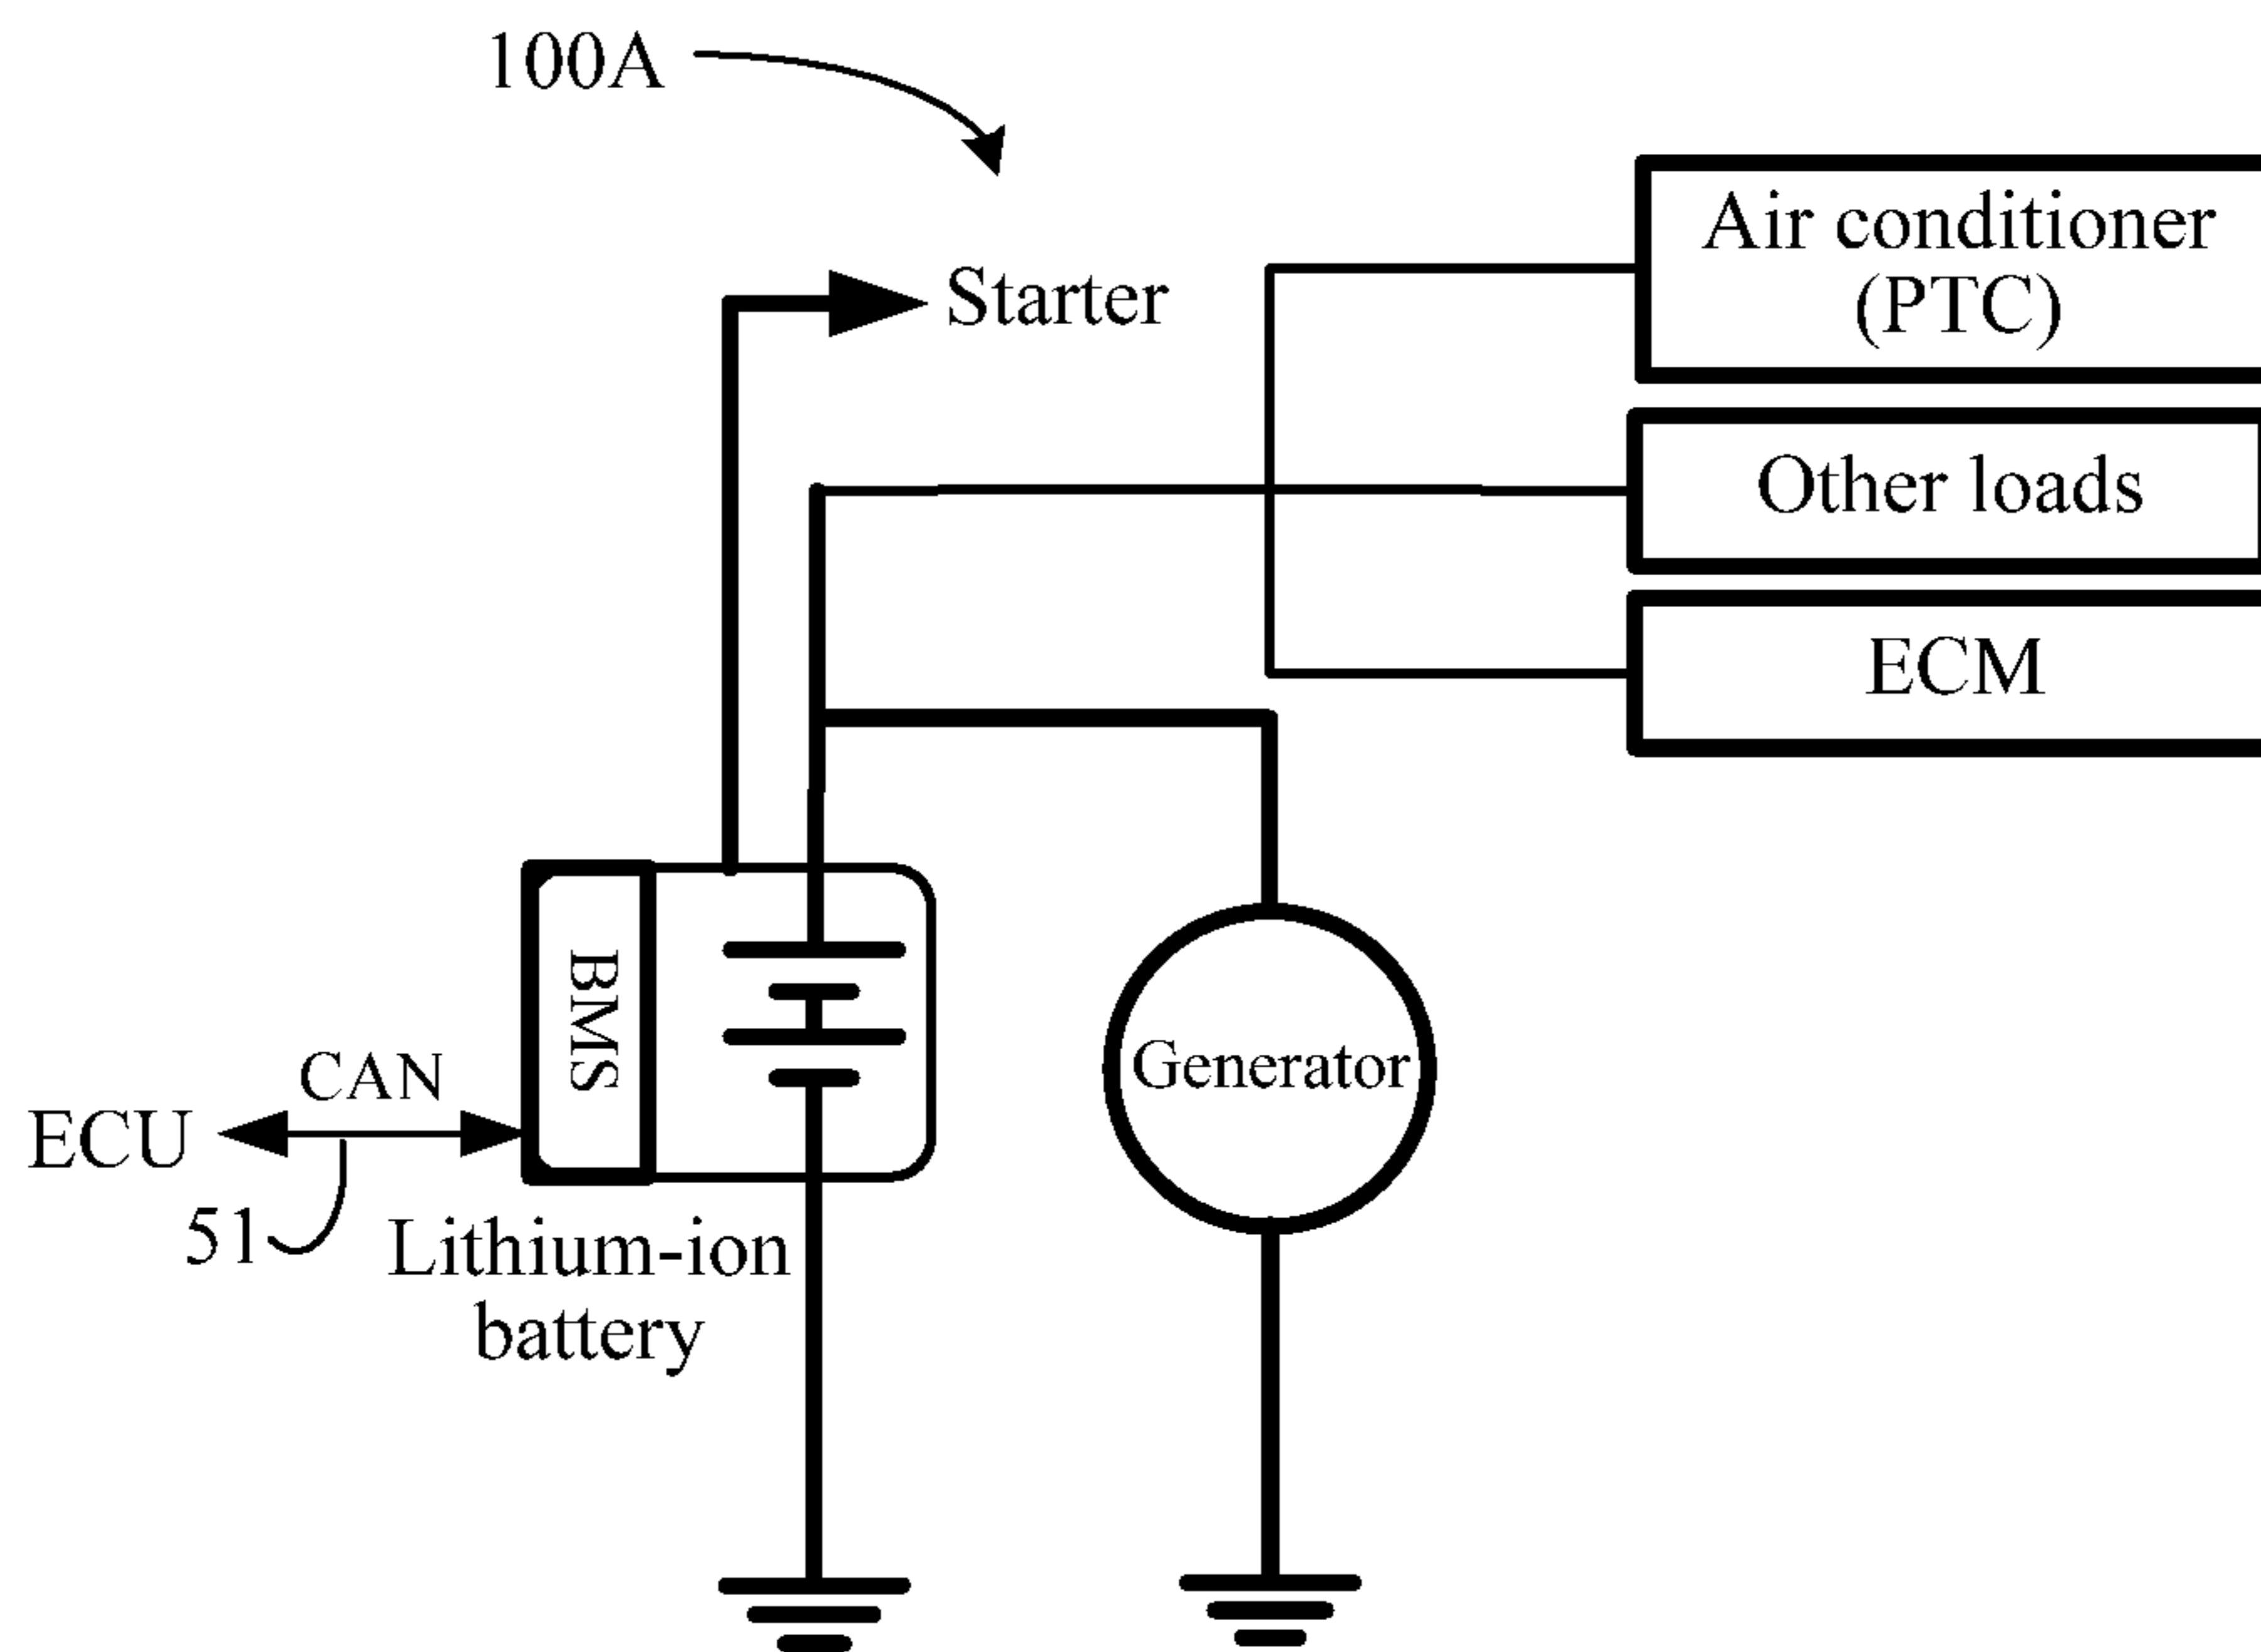 100A
Air conditioner
(PTC)
Starter
Other loads
ECM
BMS
CAN
Generator
ECU
51
Lithium-ion
battery